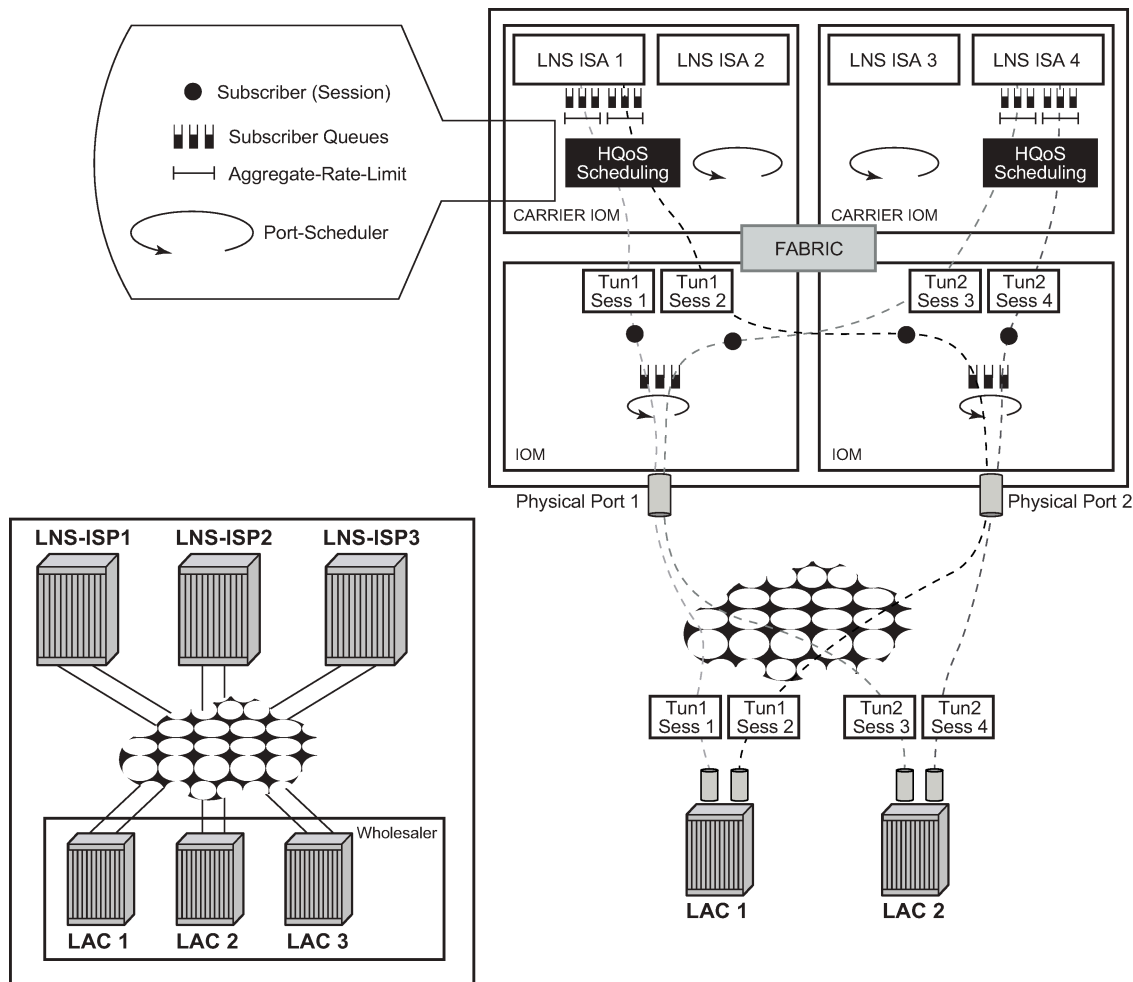 Subscriber (Session)
Subscriber Queues
Aggregate-Rate-Limit
Port-Scheduler
LNS ISA 1
LNS ISA 2
LNS ISA 3
LNS ISA 4
HQoS
Scheduling
HQoS
Scheduling
CARRIER IOM
CARRIER IOM
FABRIC
Tun1
Sess 1
Tun1
Sess 2
Tun2
Sess 3
Tun2
Sess 4
IOM
IOM
Physical Port 1
Physical Port 2
LNS-ISP1
LNS-ISP2
LNS-ISP3
Wholesaler
LAC 1
LAC 2
LAC 3
Tun1
Sess 1
Tun1
Sess 2
Tun2
Sess 3
Tun2
Sess 4
LAC 1
LAC 2